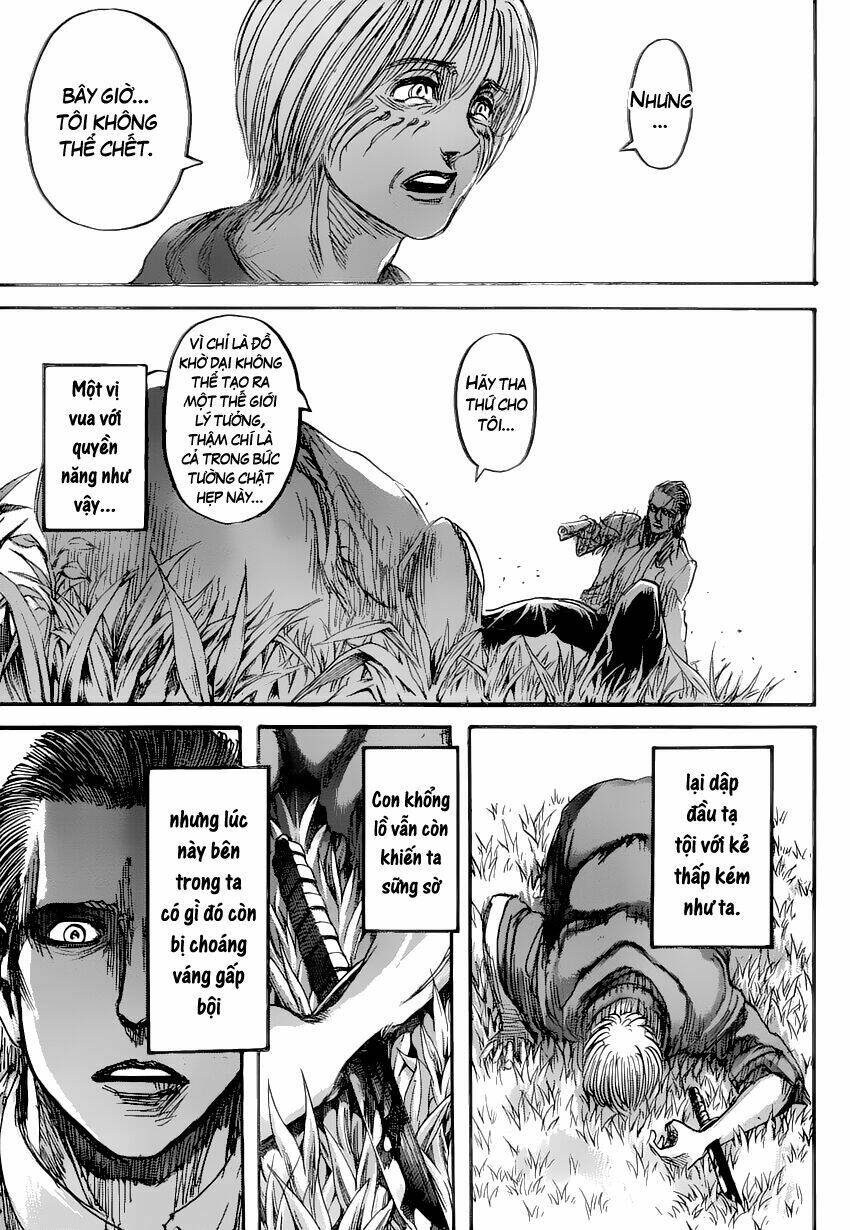 NHƯNG
...
BÂY GIỜ...
TÔI KHÔNG
THỂ CHẾT.
HÃY THA
THỨ CHO
TÔI...
VÌ CHỈ LÀ ĐỒ
KHỜ DẠI KHÔNG
THỂ TẠO RA
MỘT THẾ GIỚI
LÝ TƯỞNG,
THẬM CHÍ LÀ
CẢ TRONG BỨC
TƯỜNG CHẬT
HẸP NÀY...
Một vị
vua với
quyền
năng như
vậy...
lại dập
đầu tạ
tội với kẻ
thấp kém
như ta.
Con khổng
lồ vẫn còn
khiến ta
sững sờ
nhưng lúc
này bên
trong ta
có gì đó còn
bị choáng
váng gấp
bội